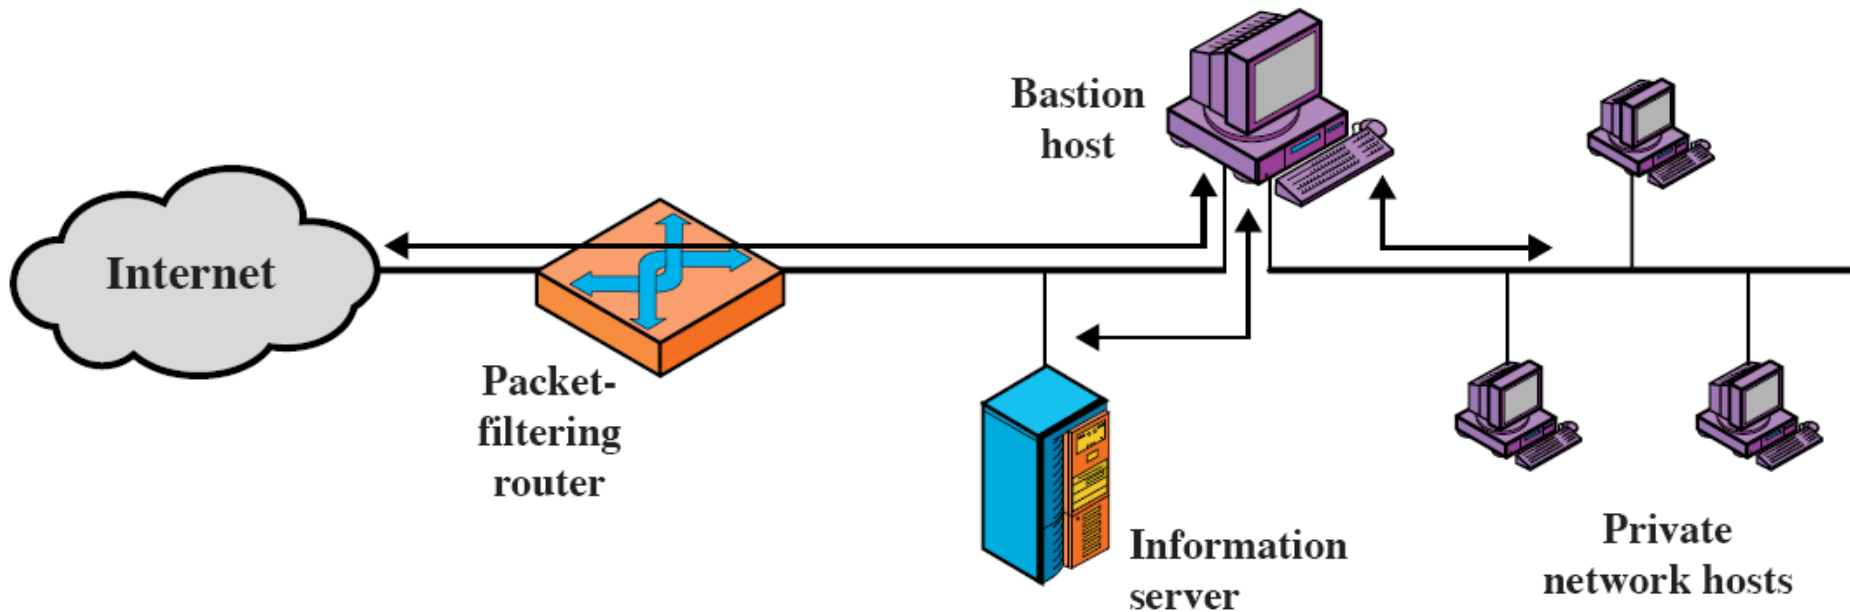 Bastion
host
Internet
Packet-
filtering
router
Information
server
Private
network hosts